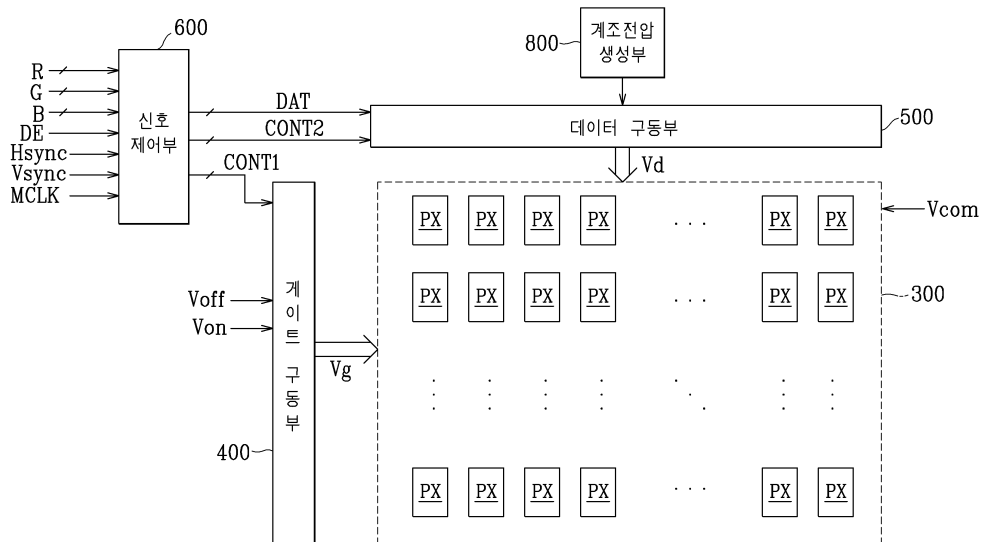 600
R
G
B
DE
Hsync
Vsync
MCLK
신호
제어부
DAT
CONT2
CONT1
800
계조전압
생성부
데이터 구동부
500
Vd
Vcom
300
Voff
Von
게이트 구동부
400
Vg
PX PX PX PX . . . PX PX
PX PX PX PX . . . PX PX
PX PX PX PX . . . PX PX